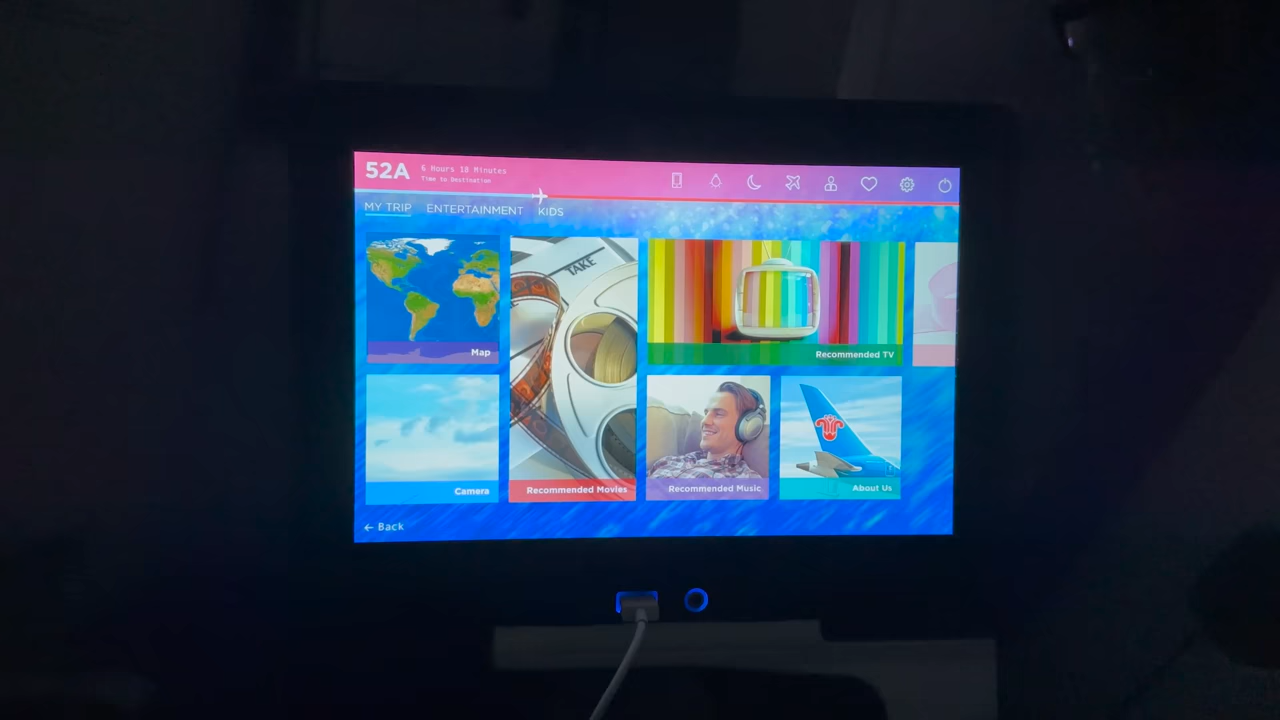 52A
6 Hours 18 Minutes
Time to Destination
MY TRIP ENTERTAINMENT KIDS
TAKE
Map
Recommended TV
Camera
Recommended Movies
Recommended Music
About Us
← Back